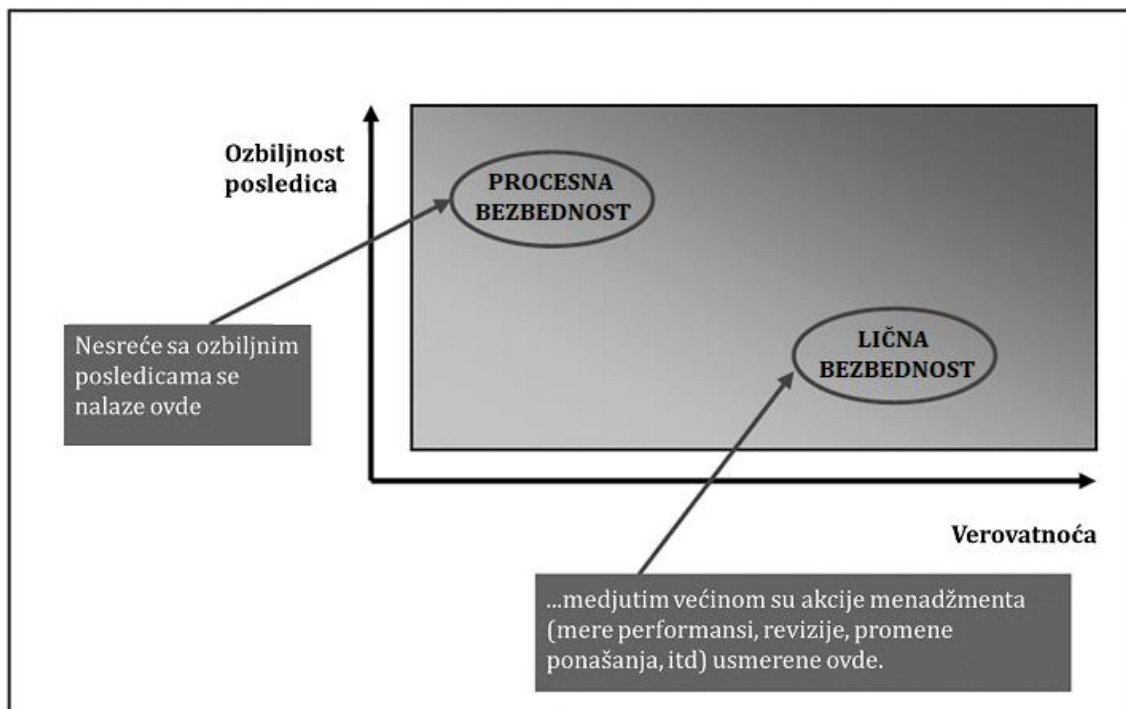 Ozbiljnost
posledica
PROCESNA
BEZBEDNOST
Nesreće sa ozbiljnim
posledicama se
nalaze ovde
LIČNA
BEZBEDNOST
Verovatnoća
...medjutim većinom su akcije menadžmenta
(mere performansi, revizije, promene
ponašanja, itd) usmerene ovde.